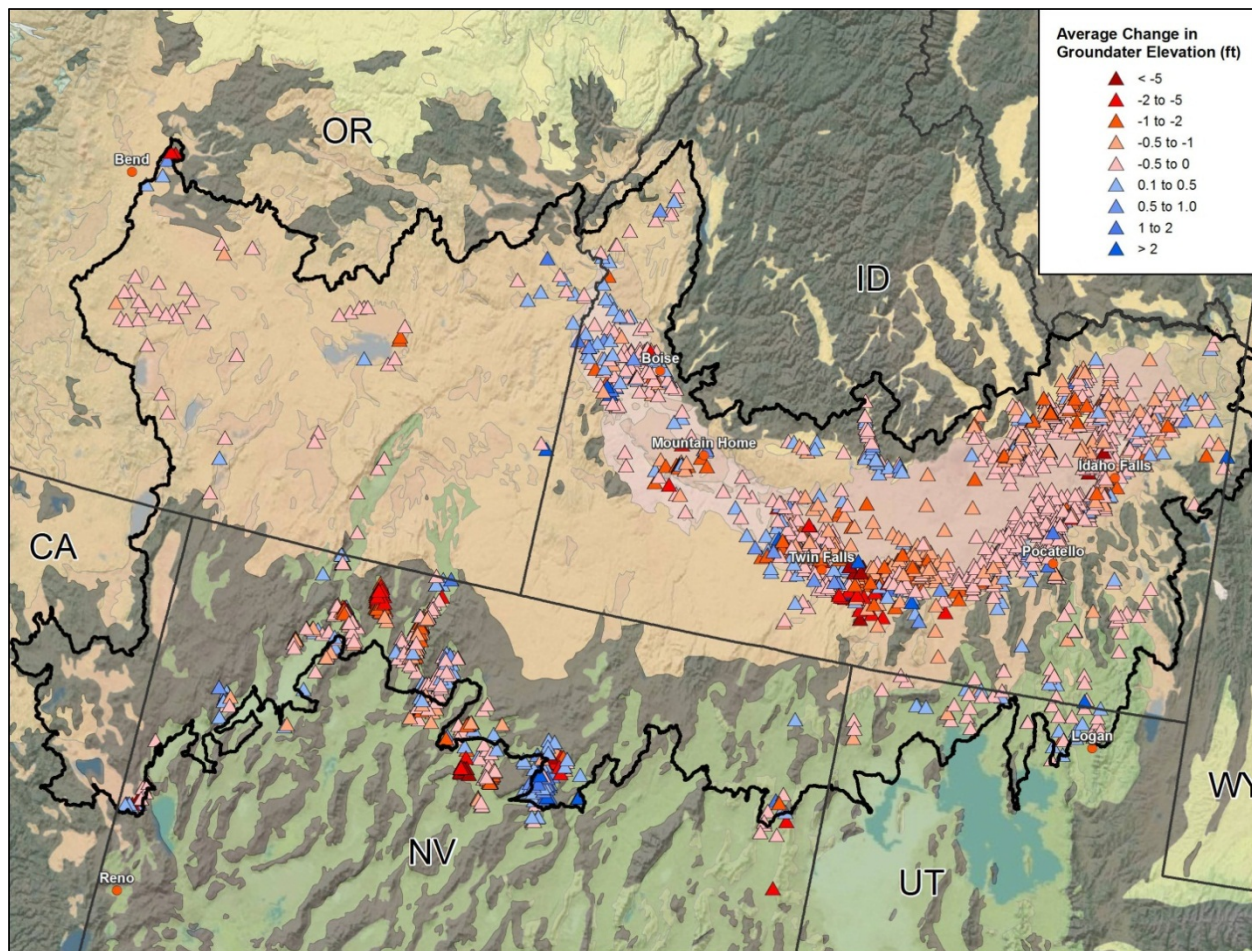 Average Change in
Groundater Elevation (ft)
< -5
-2 to -5
-1 to -2
-0.5 to -1
-0.5 to 0
0.1 to 0.5
0.5 to 1.0
1 to 2
> 2
OR
Bend
ID
Boise
Mountain Home
Idaho Falls
CA
Twin Falls
Pocatello
Logan
WY
NV
UT
Reno